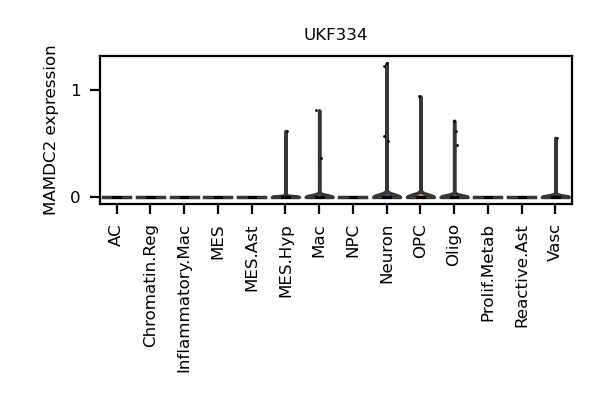 UKF334
MAMDC2 expression
1
0
AC
Chromatin.Reg
Inflammatory.Mac
MES
MES.Ast
MES.Hyp
Mac
NPC
Neuron
OPC
Oligo
Prolif.Metab
Reactive.Ast
Vasc